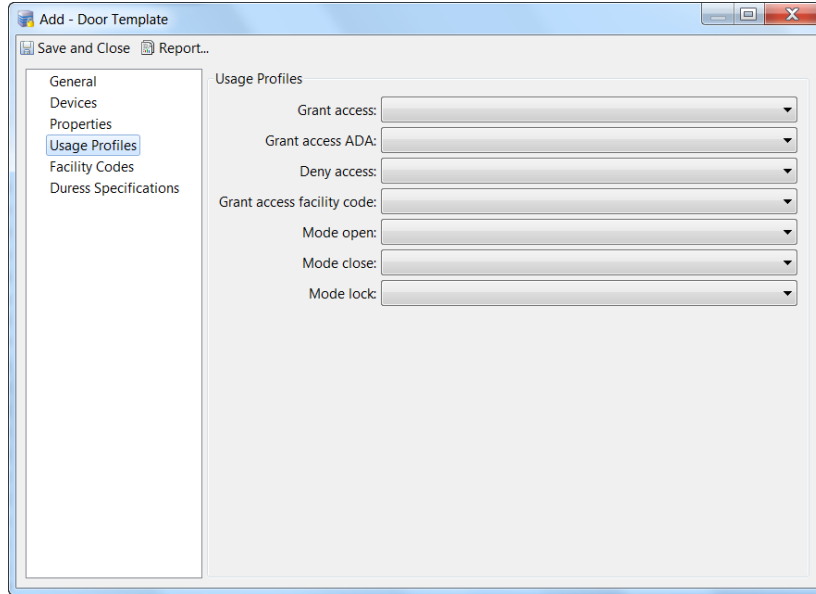 Add - Door Template
Save and Close Report...
General
Devices
Properties
Usage Profiles
Facility Codes
Duress Specifications
Usage Profiles
Grant access:
Grant access ADA:
Deny access:
Grant access facility code:
Mode open:
Mode close:
Mode lock: